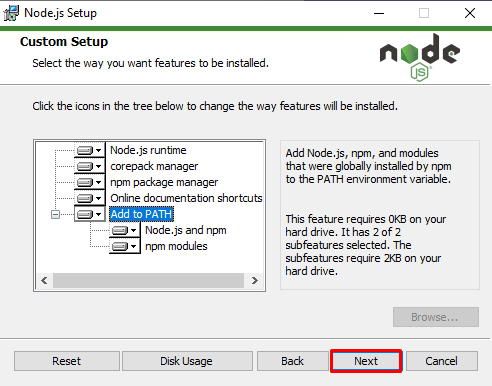 Node.js Setup
Custom Setup
Select the way you want features to be installed.
node
JS
Click the icons in the tree below to change the way features will be installed.
Node.js runtime
corepack manager
npm package manager
Online documentation shortcuts
Add to PATH
Node.js and npm
npm modules
Add Node.js, npm, and modules
that were globally installed by npm
to the PATH environment variable.
This feature requires 0KB on your
hard drive. It has 2 of 2
subfeatures selected. The
subfeatures require 2KB on your
hard drive.
Browse...
Reset
Disk Usage
Back
Next
Cancel